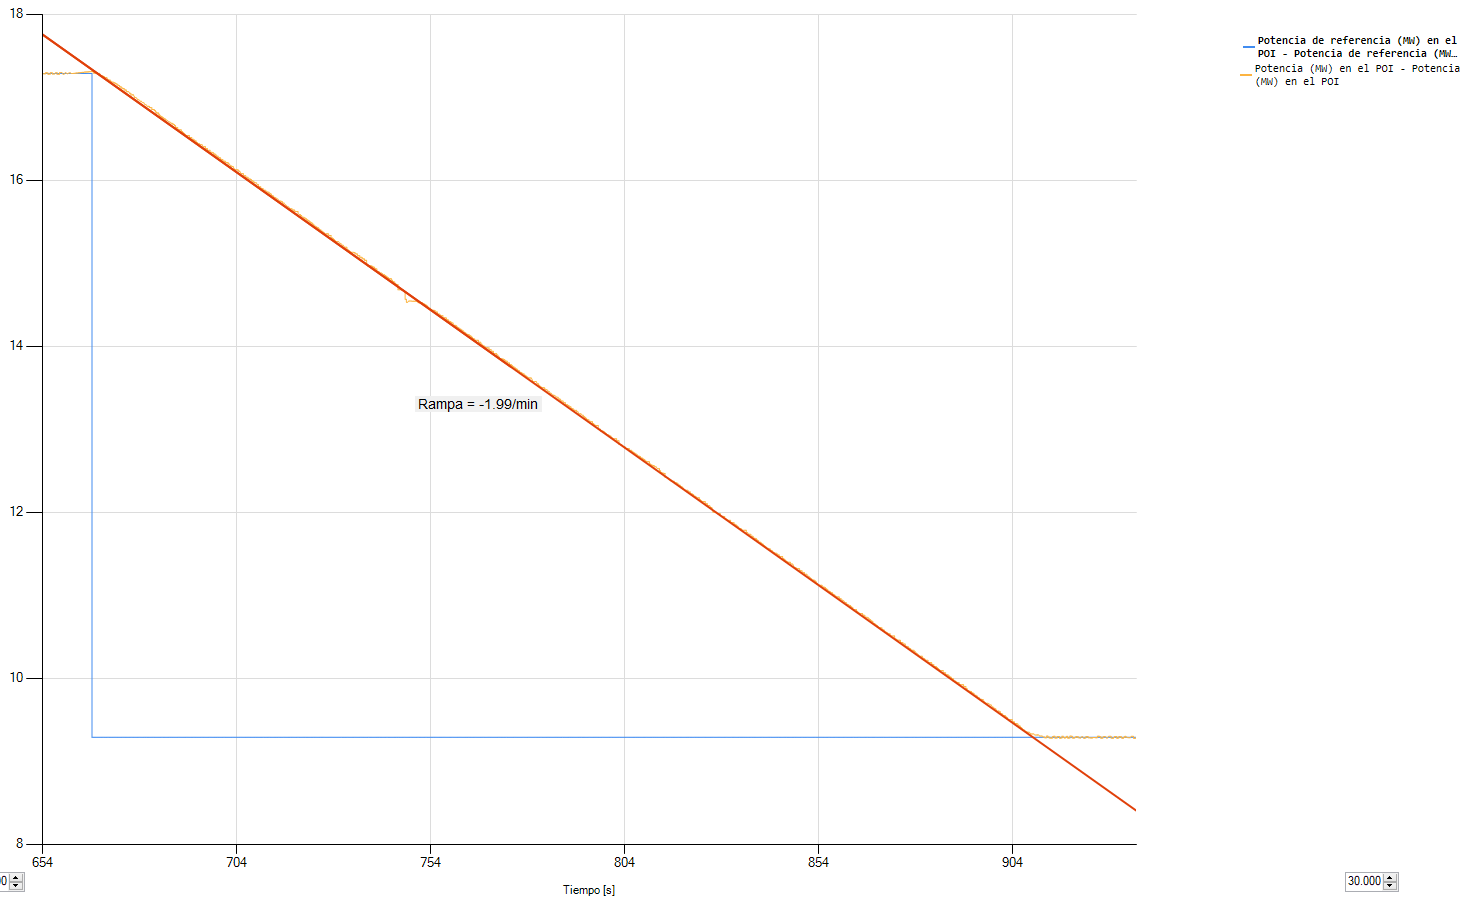 18
16
14
12
10
8
Rampa = -1.99/min
654
704
754
804
854
904
Tiempo [s]
Potencia de referencia (MW) en el
POI - Potencia de referencia (MW…
Potencia (MW) en el POI - Potencia
(MW) en el POI
30.000